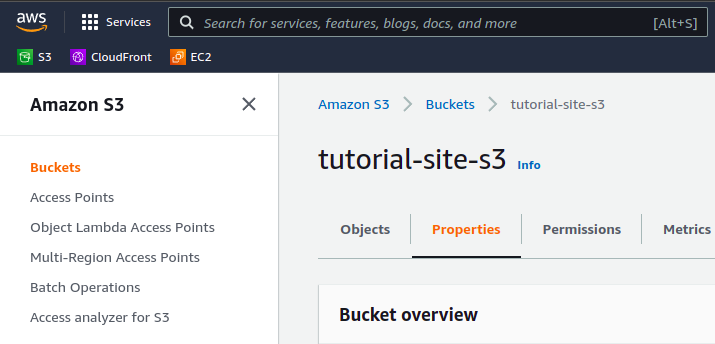 aws Services Search for services, features, blogs, docs, and more [Alt+S]
S3 CloudFront EC2
Amazon S3
Buckets
Access Points
Object Lambda Access Points
Multi-Region Access Points
Batch Operations
Access analyzer for S3
Amazon S3 Buckets tutorial-site-s3
tutorial-site-s3 Info
Objects Properties Permissions Metrics
Bucket overview